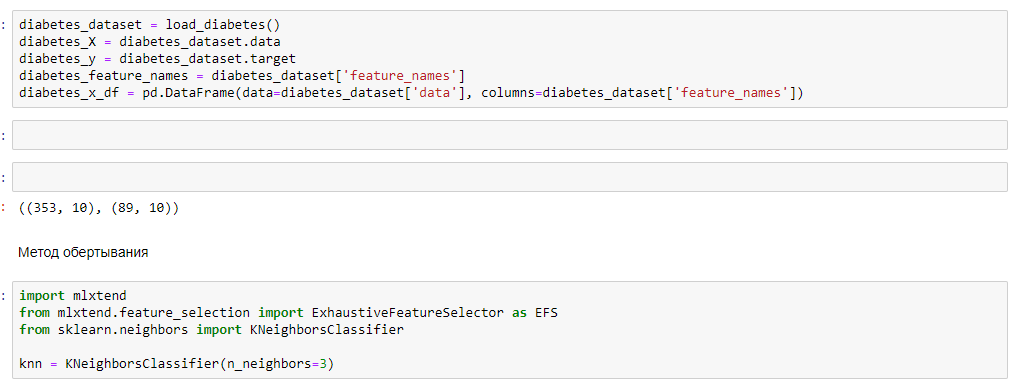 : diabetes_dataset = load_diabetes()
diabetes_X = diabetes_dataset.data
diabetes_y = diabetes_dataset.target
diabetes_feature_names = diabetes_dataset['feature_names']
diabetes_x_df = pd.DataFrame(data=diabetes_dataset['data'], columns=diabetes_dataset['feature_names'])
:
:
: ((353, 10), (89, 10))
Метод обертывания
: import mlxtend
from mlxtend.feature_selection import ExhaustiveFeatureSelector as EFS
from sklearn.neighbors import KNeighborsClassifier
knn = KNeighborsClassifier(n_neighbors=3)